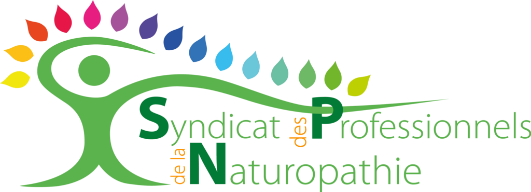 Syndicat des Professionnels
de la Naturopathie